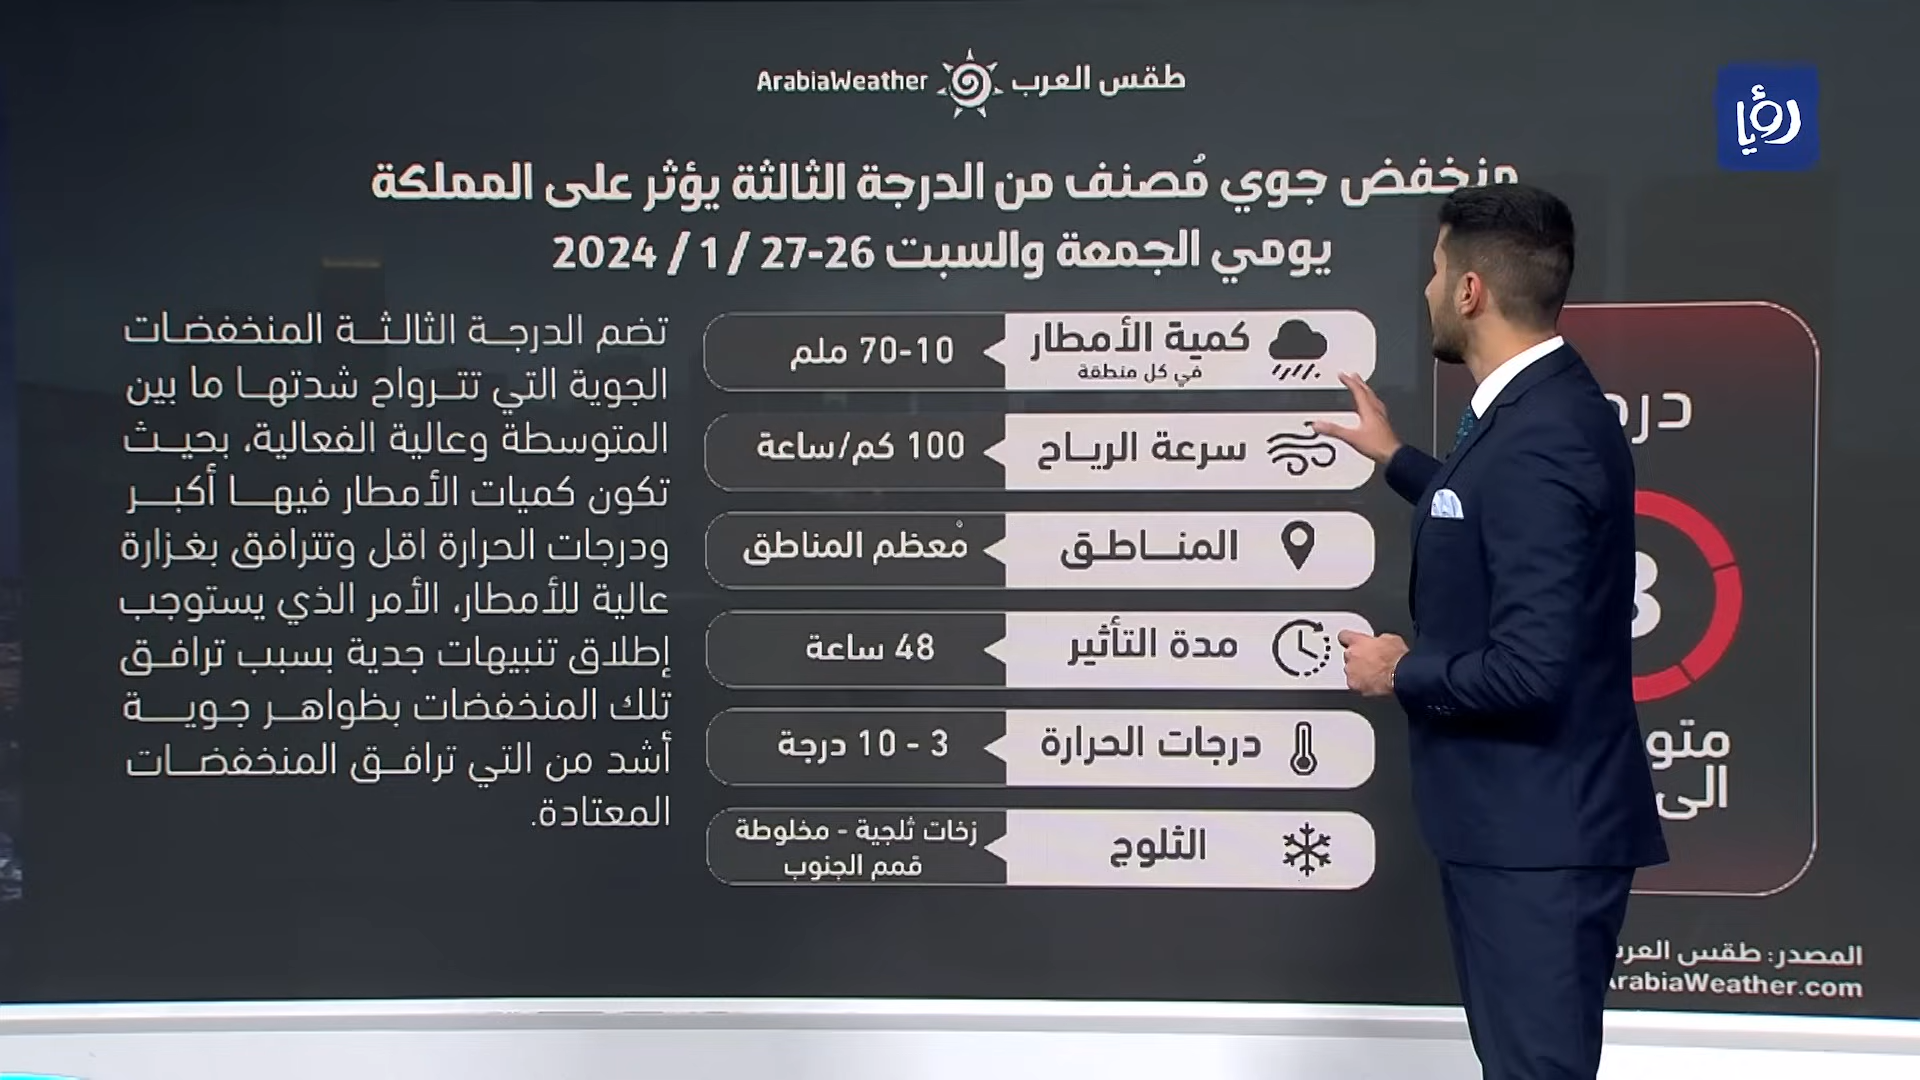 ArabiaWeather طقس العرب
رؤيا
منخفض جوي مُصنف من الدرجة الثالثة يؤثر على المملكة
يومي الجمعة والسبت 26-27 / 1 / 2024
كمية الأمطار
في كل منطقة
10-70 ملم
سرعة الرياح
100 كم/ساعة
المناطق
مُعظم المناطق
مدة التأثير
48 ساعة
درجات الحرارة
3 - 10 درجة
الثلوج
زخات ثلجية - مخلوطة
قمم الجنوب
تضم الدرجة الثالثة المنخفضات
الجوية التي تترواح شدتها ما بين
المتوسطة وعالية الفعالية، بحيث
تكون كميات الأمطار فيها أكبر
ودرجات الحرارة اقل وتترافق بغزارة
عالية للأمطار، الأمر الذي يستوجب
إطلاق تنبيهات جدية بسبب ترافق
تلك المنخفضات بظواهر جوية
أشد من التي ترافق المنخفضات
المعتادة.
3
الى
المصدر: طقس العرب
ArabiaWeather.com